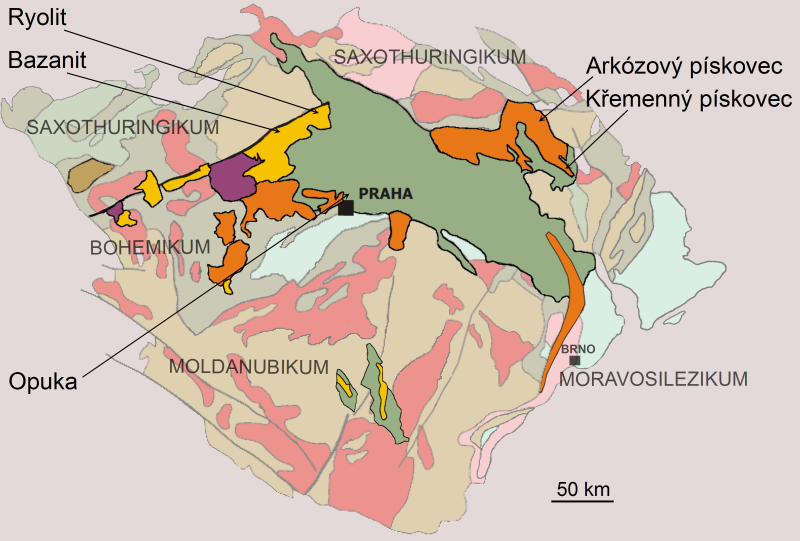 Ryolit
Bazanit
SAXOTHURINGIKUM
Arkózový pískovec
Křemenný pískovec
SAXOTHURINGIKUM
PRAHA
BOHEMIKUM
BRNO
MOLDANUBIKUM
MORAVOSILEZIKUM
Opuka
50 km